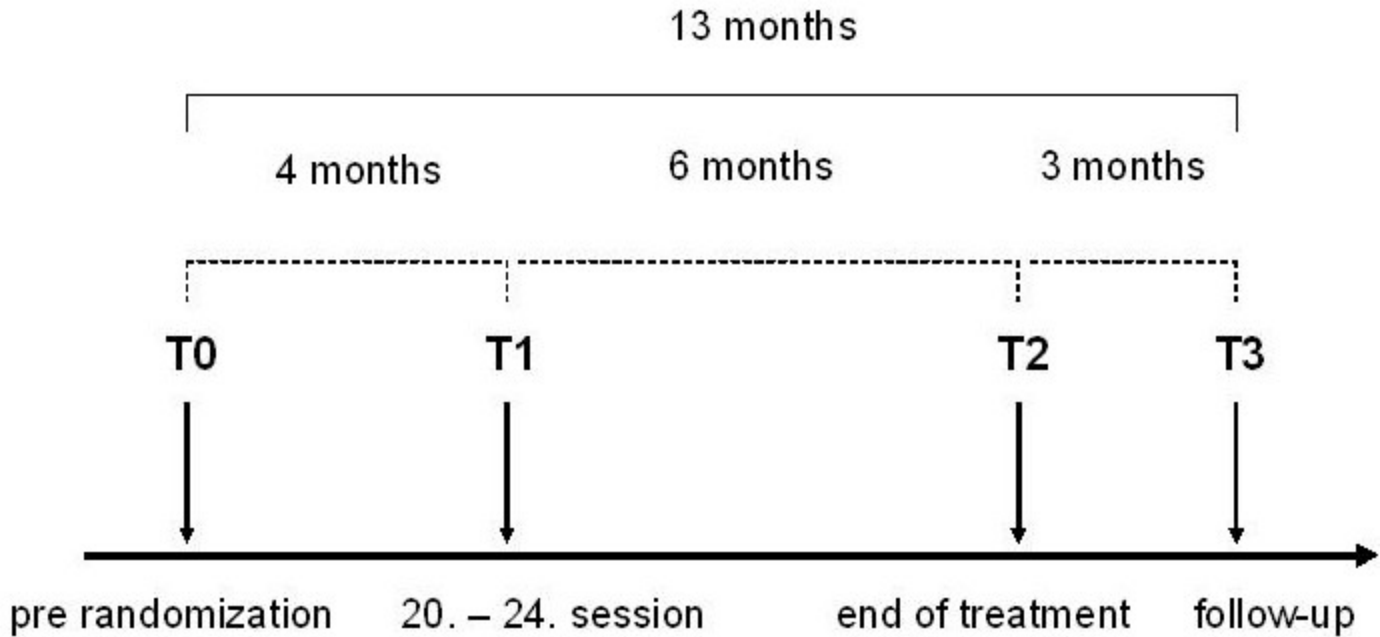 13 months
4 months 6 months 3 months
T0 T1 T2 T3
pre randomization 20. – 24. session end of treatment follow-up